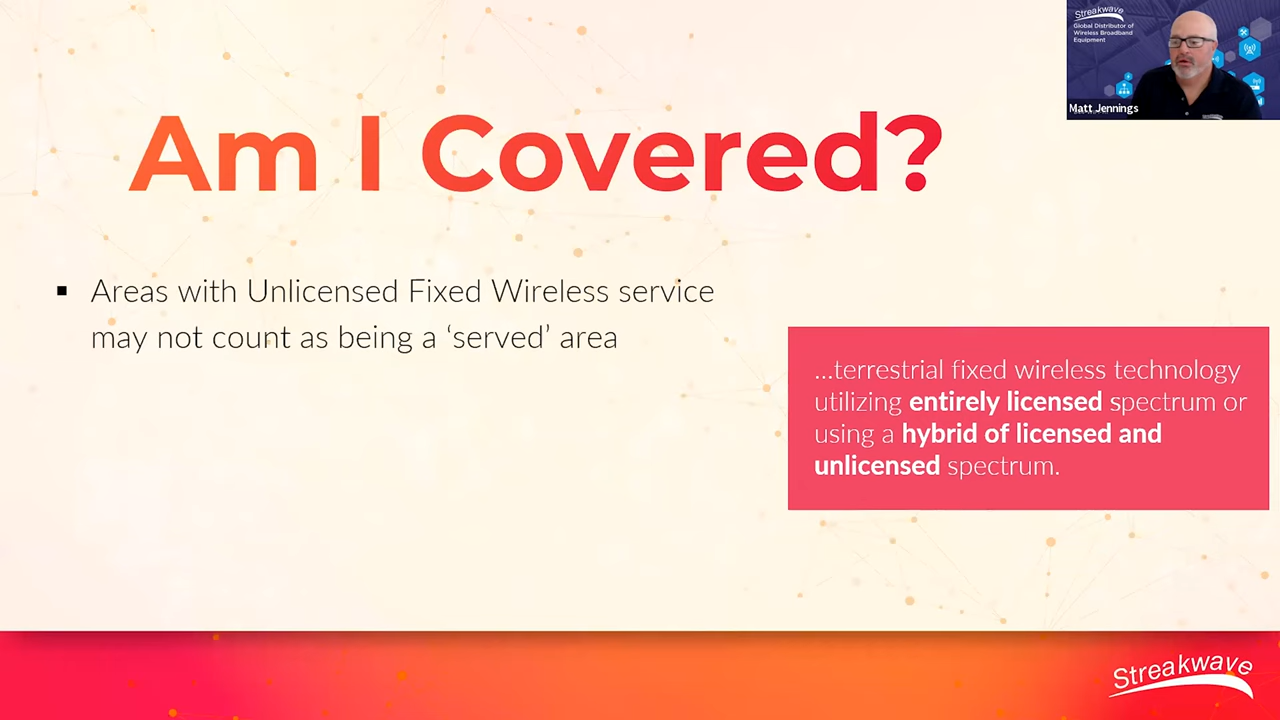 Streakwave
Global Distributor of
Wireless Broadband
Equipment
Matt Jennings
Am I Covered?
▪ Areas with Unlicensed Fixed Wireless service
may not count as being a ‘served’ area
...terrestrial fixed wireless technology
utilizing entirely licensed spectrum or
using a hybrid of licensed and
unlicensed spectrum.
Streakwave